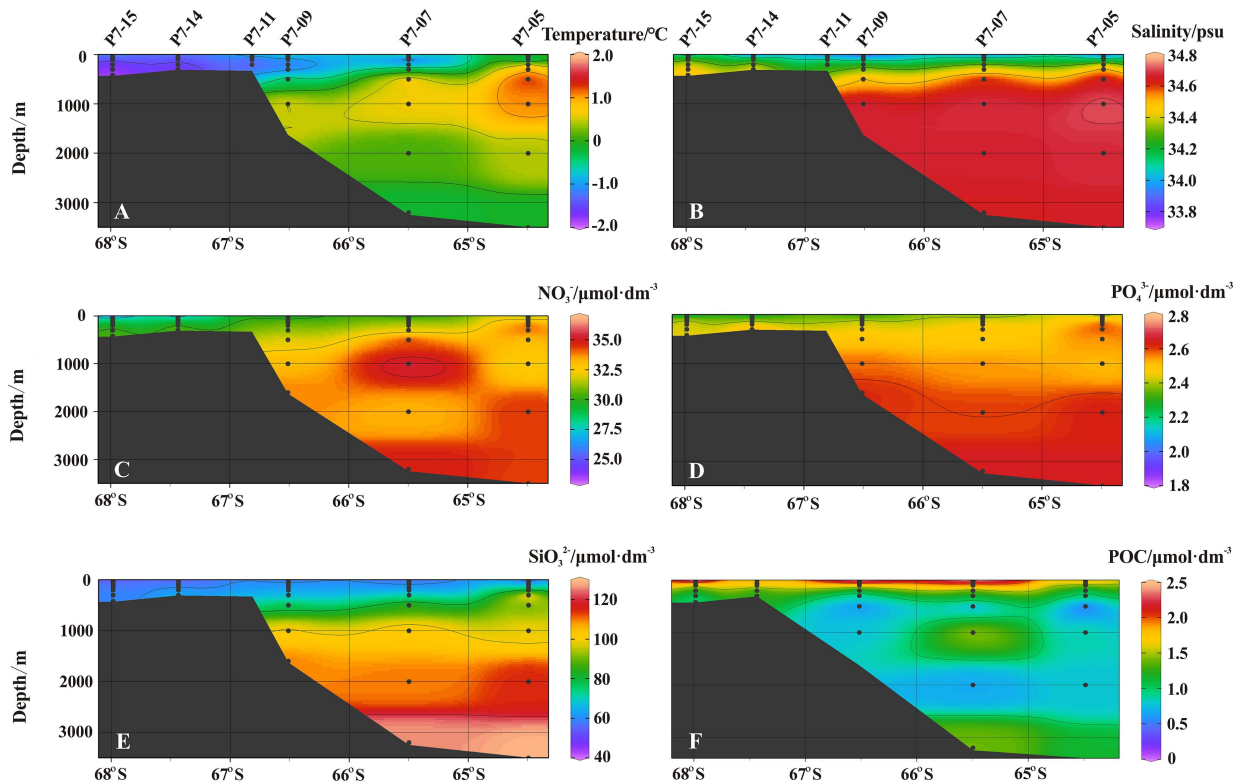 P7-15 P7-14 P7-11 P7-09 P7-07 P7-05
Temperature/°C
P7-15 P7-14 P7-11 P7-09 P7-07 P7-05
Salinity/psu
Depth/m
0
1000
2000
3000
A
68°S 67°S 66°S 65°S
2.0
1.0
0
-1.0
-2.0
B
68°S 67°S 66°S 65°S
34.8
34.6
34.4
34.2
34.0
33.8
NO₃⁻/μmol·dm⁻³
PO₄³⁻/μmol·dm⁻³
Depth/m
0
1000
2000
3000
C
68°S 67°S 66°S 65°S
35.0
32.5
30.0
27.5
25.0
D
68°S 67°S 66°S 65°S
2.8
2.6
2.4
2.2
2.0
1.8
SiO₃²⁻/μmol·dm⁻³
POC/μmol·dm⁻³
Depth/m
0
1000
2000
3000
E
68°S 67°S 66°S 65°S
120
100
80
60
40
F
68°S 67°S 66°S 65°S
2.5
2.0
1.5
1.0
0.5
0